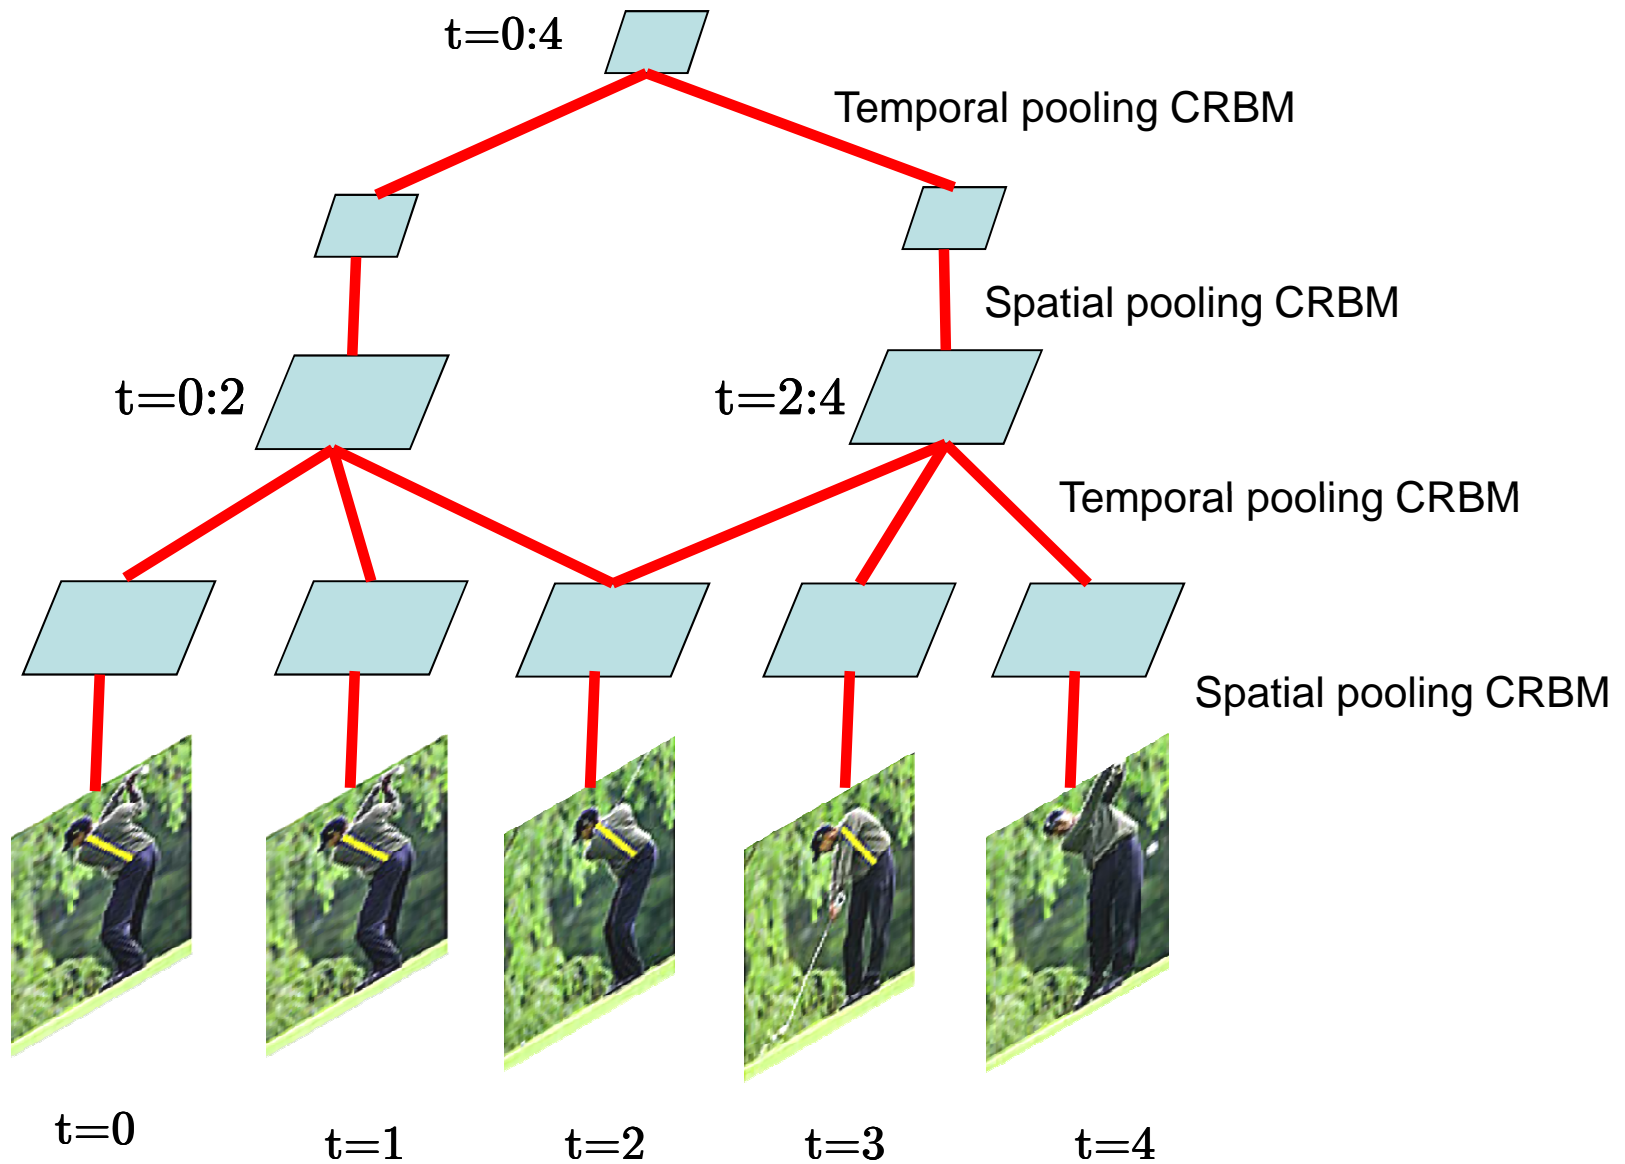 t=0:4
Temporal pooling CRBM
Spatial pooling CRBM
t=0:2
t=2:4
Temporal pooling CRBM
Spatial pooling CRBM
t=0
t=1
t=2
t=3
t=4